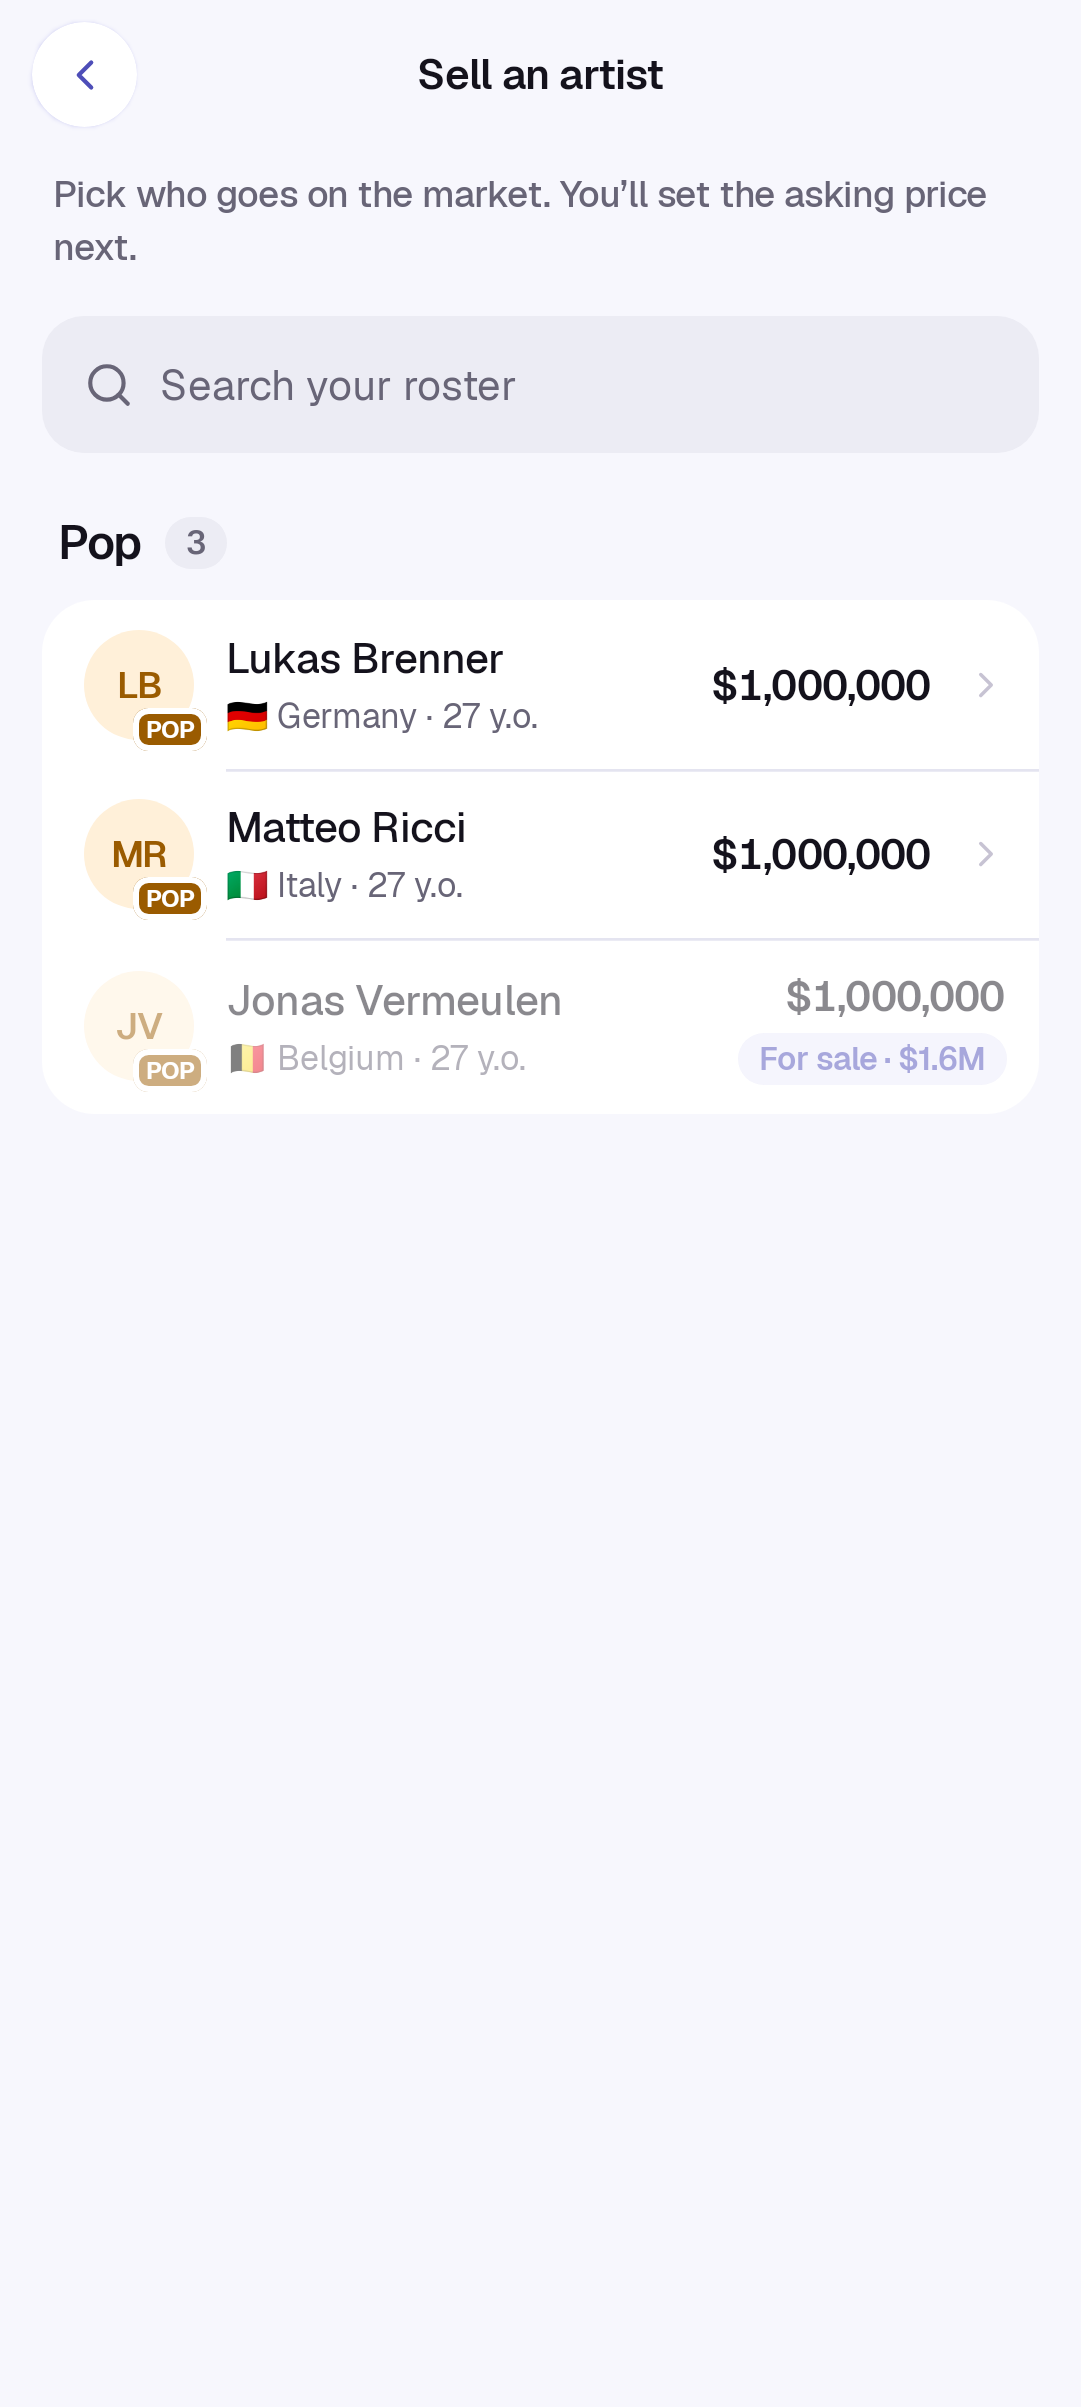 Sell an artist
Pick who goes on the market. You’ll set the asking price
next.
Search your roster
Pop 3
LB
POP
Lukas Brenner
Germany · 27 y.o.
$1,000,000
MR
POP
Matteo Ricci
Italy · 27 y.o.
$1,000,000
JV
POP
Jonas Vermeulen
Belgium · 27 y.o.
$1,000,000
For sale · $1.6M